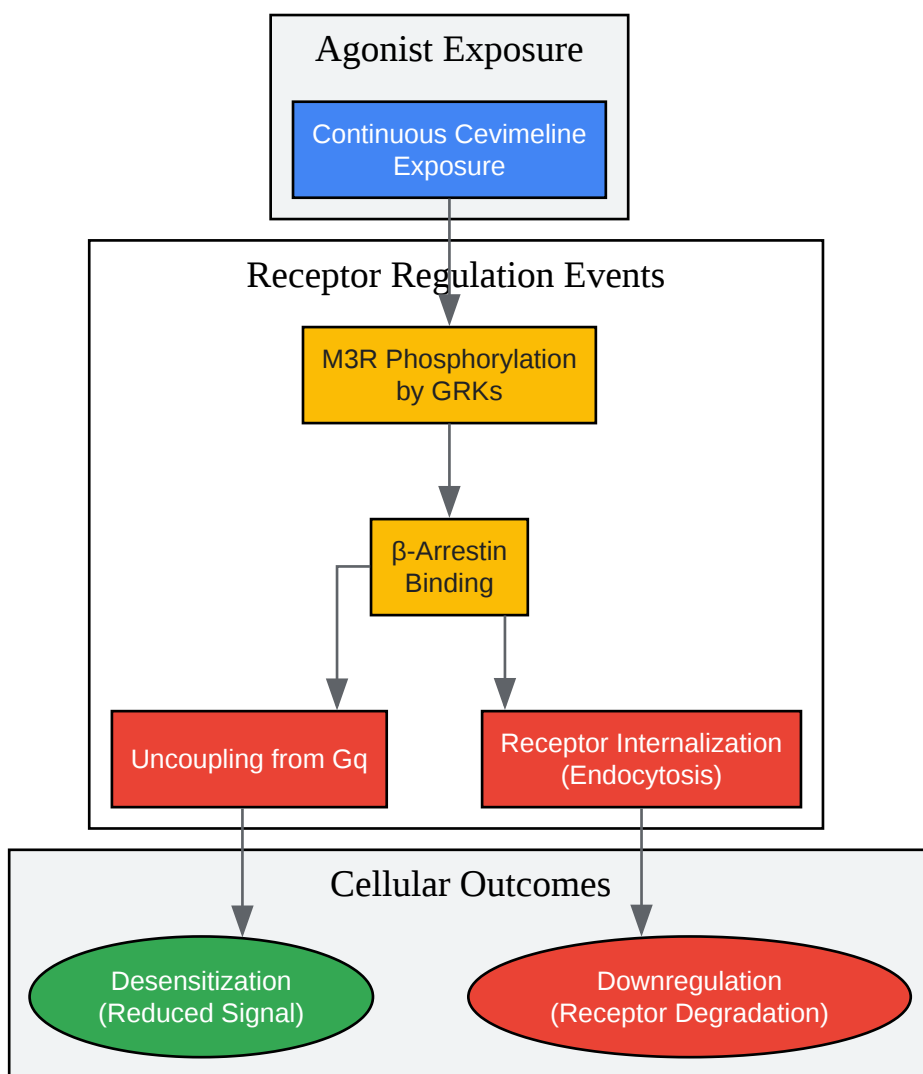 Agonist Exposure
Continuous Cevimeline
Exposure
Receptor Regulation Events
M3R Phosphorylation
by GRKs
β-Arrestin
Binding
Uncoupling from Gq
Receptor Internalization
(Endocytosis)
Cellular Outcomes
Desensitization
(Reduced Signal)
Downregulation
(Receptor Degradation)